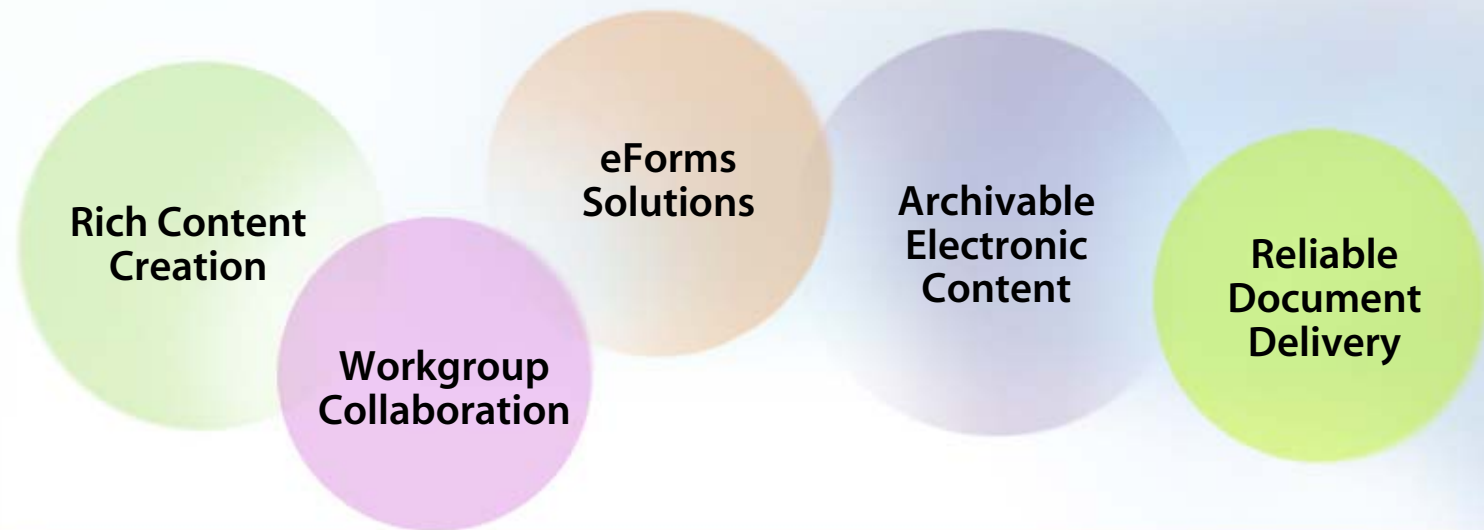 Rich Content
Creation
Workgroup
Collaboration
eForms
Solutions
Archivable
Electronic
Content
Reliable
Document
Delivery